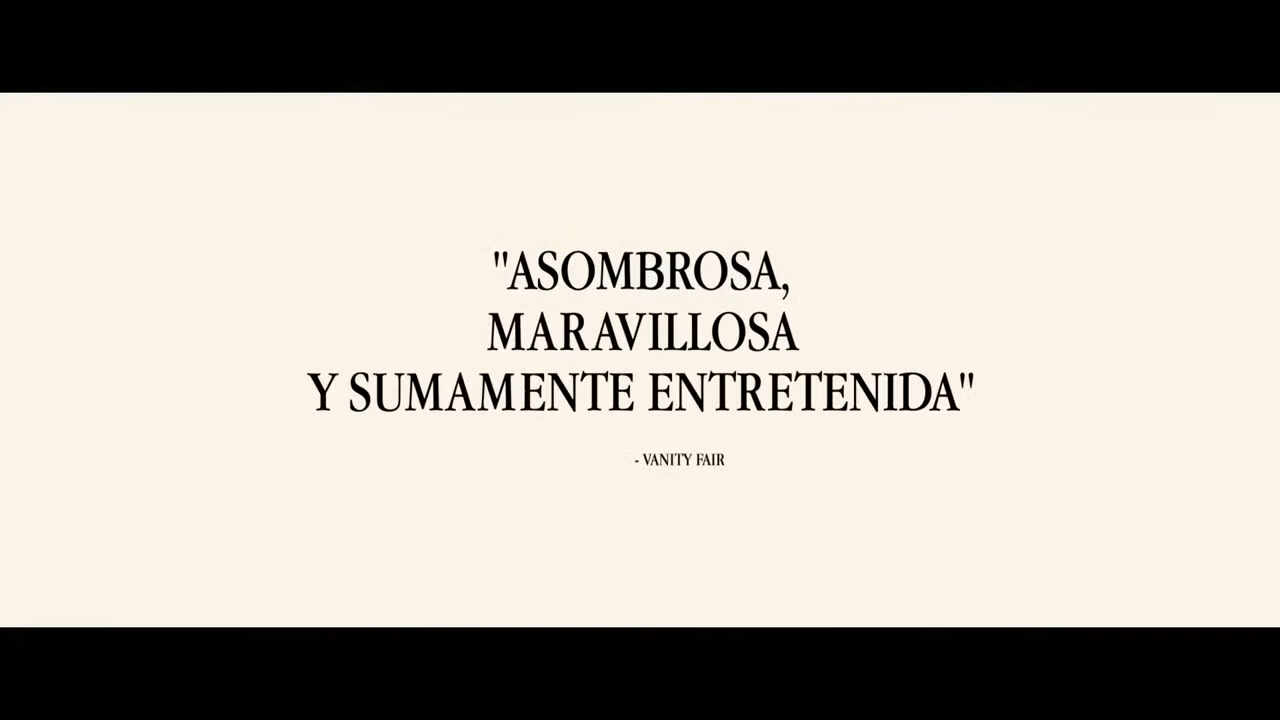 "ASOMBROSA,
MARAVILLOSA
Y SUMAMENTE ENTRETENIDA"
- VANITY FAIR